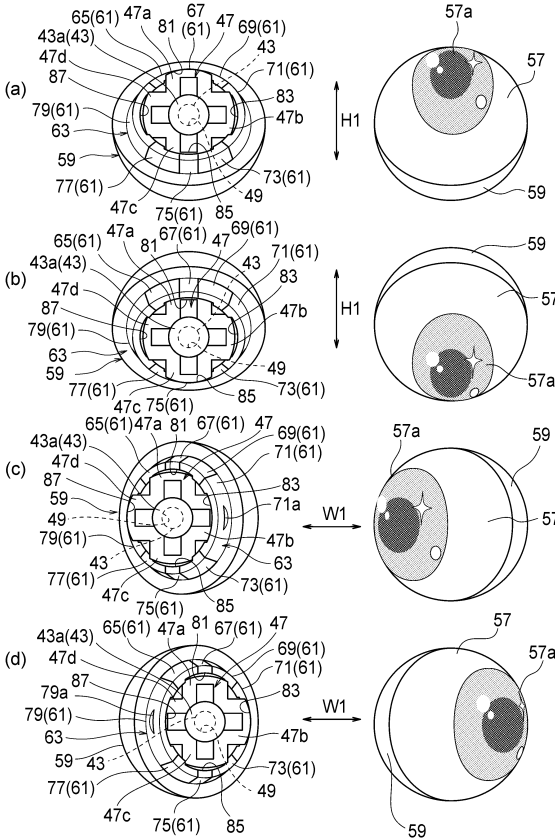 65(61) 47a 67(61) 47 69(61) 57a
81
43a(43) 43
47d 71(61) 57
87 83
(a) H1
79(61) 47b
63
59
77(61) 73(61) 59
47c 49
75(61) 85
47a 67(61) 47 69(61) 59
65(61) 81 43 71(61)
(b) 43a(43) 83
47d H1 57
87
79(61) 47b
63 57a
59 49
77(61) 73(61)
47c 75(61) 85
65(61) 47a 81 67(61) 47 57a
43a(43) 69(61) 59
(c) 47d 71(61)
87 83
59 71a W1 57
49 47b
79(61) 63
43
77(61) 73(61)
47c 75(61) 85
65(61) 47a 81 67(61) 47 57
(d) 43a(43) 69(61)
47d 71(61) 57a
79a 83
87 W1
79(61) 47b
63
59
43 73(61)
77(61) 49
47c 75(61) 85 59